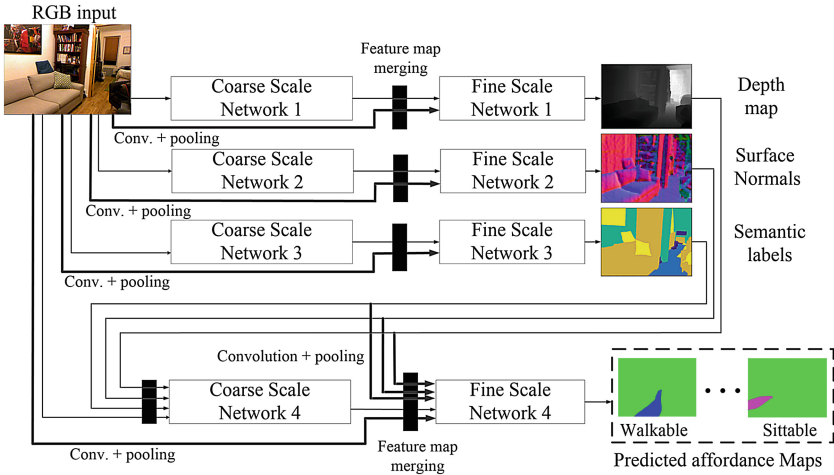 RGB input
Feature map
merging
Coarse Scale
Network 1
Fine Scale
Network 1
Depth
map
Conv. + pooling
Coarse Scale
Network 2
Fine Scale
Network 2
Surface
Normals
Conv. + pooling
Coarse Scale
Network 3
Fine Scale
Network 3
Semantic
labels
Conv. + pooling
Convolution + pooling
Coarse Scale
Network 4
Fine Scale
Network 4
Walkable
Sittable
Conv. + pooling
Feature map
merging
Predicted affordance Maps